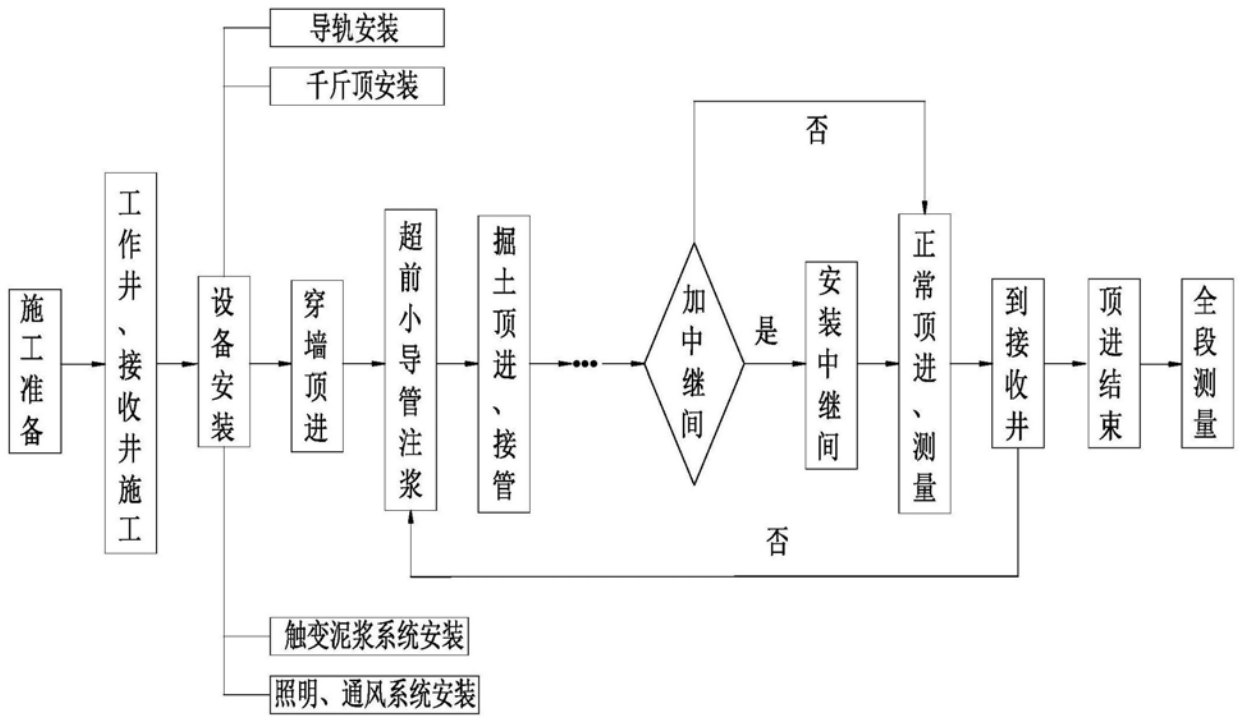 导轨安装
千斤顶安装
施工准备
工作井、接收井施工
设备安装
穿墙顶进
超前小导管注浆
掘土顶进、接管
•••
加中继间
否
是
安装中继间
正常顶进、测量
到接收井
顶进结束
全段测量
否
触变泥浆系统安装
照明、通风系统安装